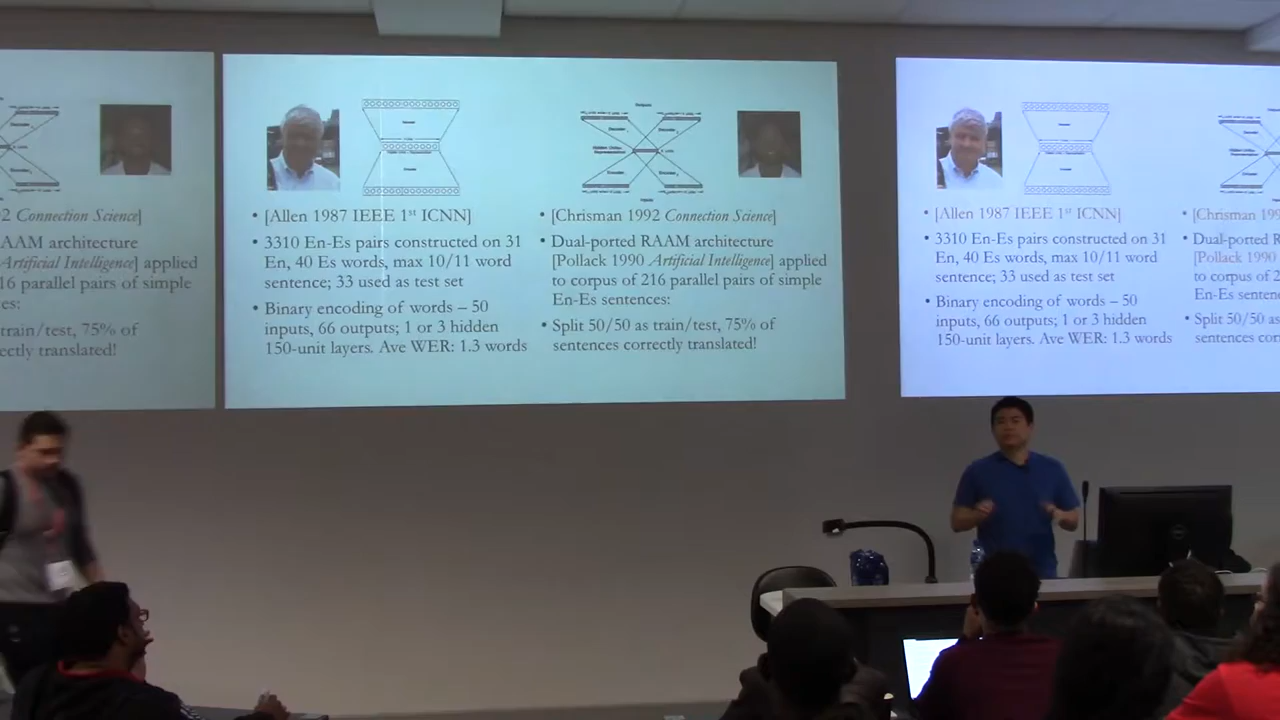 2 Connection Science]
AAM architecture
Artificial Intelligence] applied
16 parallel pairs of simple
es:
train/test, 75% of
ectly translated!
• [Allen 1987 IEEE 1st ICNN]
• 3310 En-Es pairs constructed on 31
En, 40 Es words, max 10/11 word
sentence; 33 used as test set
• Binary encoding of words – 50
inputs, 66 outputs; 1 or 3 hidden
150-unit layers. Ave WER: 1.3 words
• [Chrisman 1992 Connection Science]
• Dual-ported RAAM architecture
[Pollack 1990 Artificial Intelligence] applied
to corpus of 216 parallel pairs of simple
En-Es sentences:
• Split 50/50 as train/test, 75% of
sentences correctly translated!
• [Allen 1987 IEEE 1st ICNN]
• 3310 En-Es pairs constructed on 31
En, 40 Es words, max 10/11 word
sentence; 33 used as test set
• Binary encoding of words – 50
inputs, 66 outputs; 1 or 3 hidden
150-unit layers. Ave WER: 1.3 words
• [Chrisman 199
• Dual-ported R
[Pollack 1990
to corpus of 2
En-Es sentenc
• Split 50/50 as
sentences cor